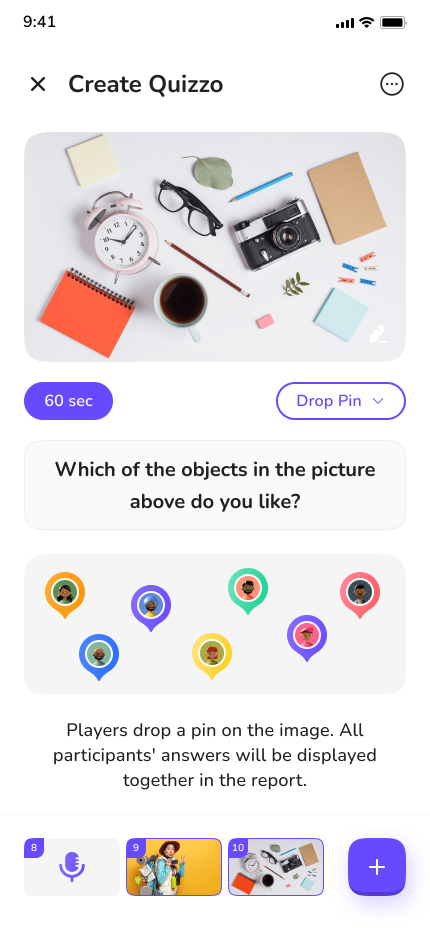 9:41
Create Quizzo
60 sec
Drop Pin
Which of the objects in the picture
above do you like?
Players drop a pin on the image. All
participants' answers will be displayed
together in the report.
8
9
10